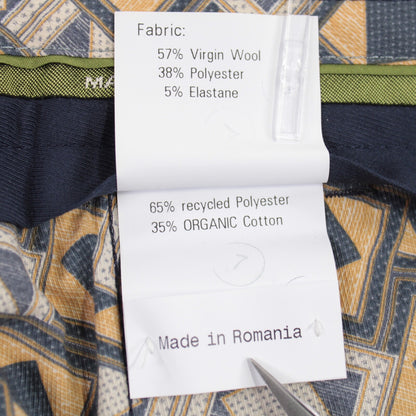 Fabric:
57% Virgin Wool
38% Polyester
5% Elastane
65% recycled Polyester
35% ORGANIC Cotton
Made in Romania